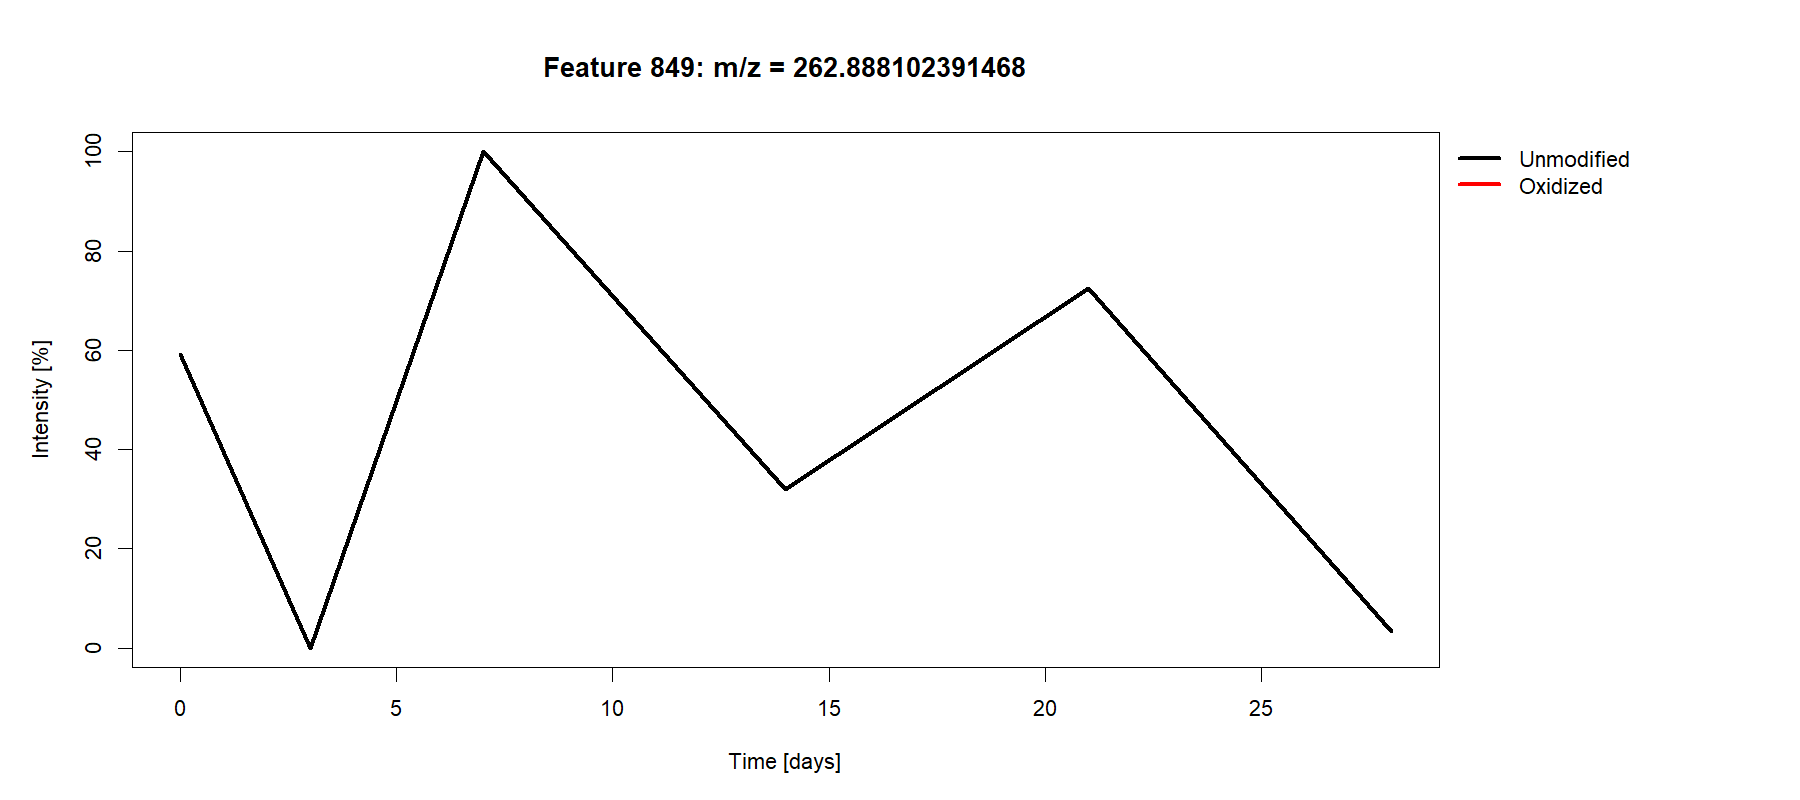 Feature 849: m/z = 262.888102391468
Unmodified
Oxidized
Intensity [%]
100
80
60
40
20
0
0 5 10 15 20 25
Time [days]